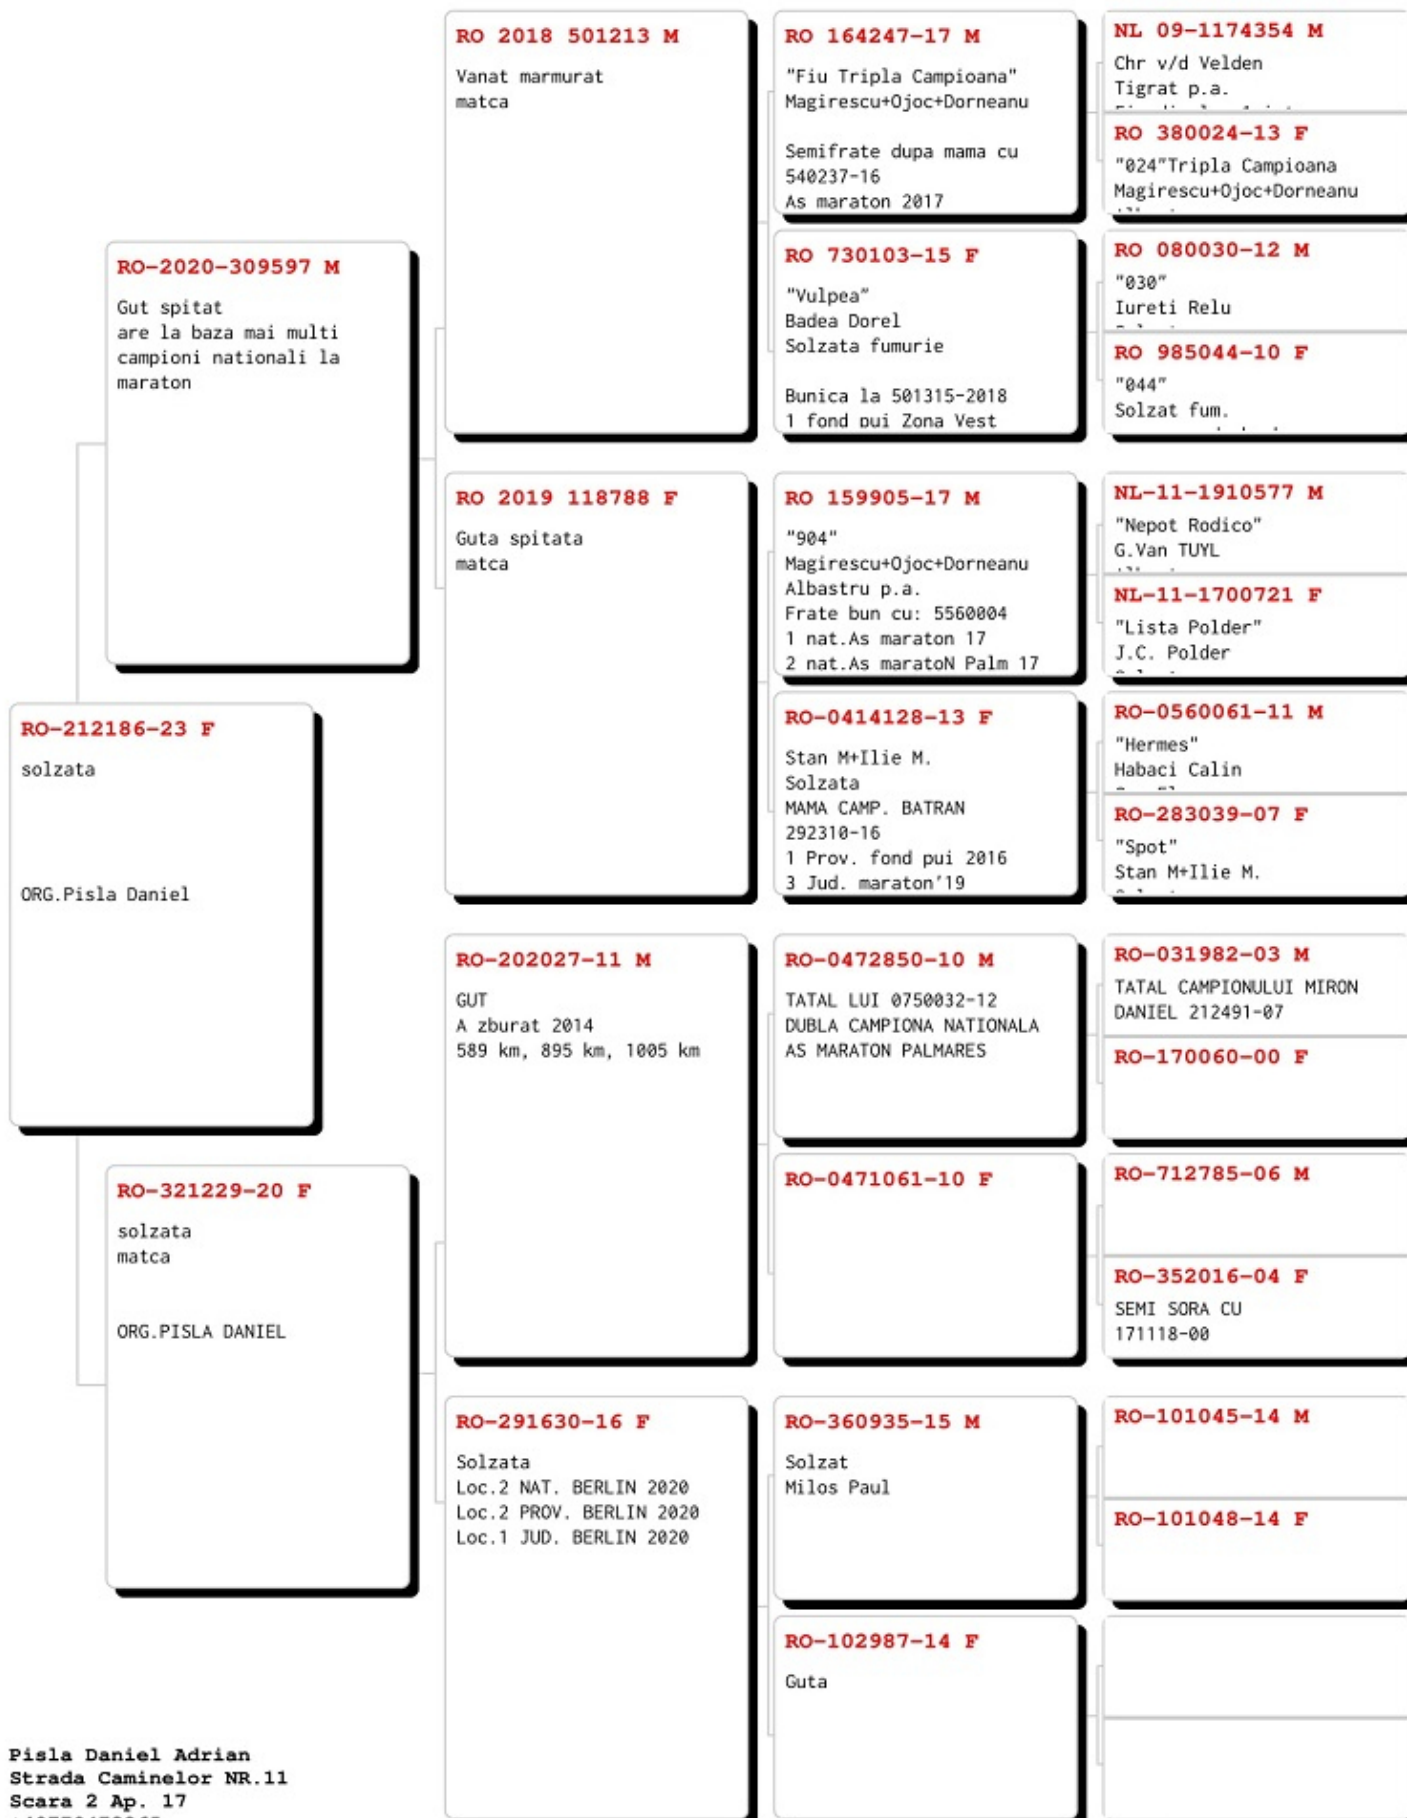 RO-212186-23 F
solzata
ORG.Pisla Daniel
RO-2020-309597 M
Gut spitat
are la baza mai multi
campioni nationali la
maraton
RO-321229-20 F
solzata
matca
ORG.PISLA DANIEL
RO 2018 501213 M
Vanat marmurat
matca
RO 2019 118788 F
Guta spitata
matca
RO-202027-11 M
GUT
A zburat 2014
589 km, 895 km, 1005 km
RO-291630-16 F
Solzata
Loc.2 NAT. BERLIN 2020
Loc.2 PROV. BERLIN 2020
Loc.1 JUD. BERLIN 2020
RO 164247-17 M
"Fiu Tripla Campioana"
Magirescu+Ojoc+Dorneanu
Semifrate dupa mama cu
540237-16
As maraton 2017
RO 730103-15 F
"Vulpea"
Badea Dorel
Solzata fumurie
Bunica la 501315-2018
1 fond pui Zona Vest
RO 159905-17 M
"904"
Magirescu+Ojoc+Dorneanu
Albastru p.a.
Frate bun cu: 5560004
1 nat.As maraton 17
2 nat.As maratoN Palm 17
RO-0414128-13 F
Stan M+Ilie M.
Solzata
MAMA CAMP. BATRAN
292310-16
1 Prov. fond pui 2016
3 Jud. maraton'19
RO-0472850-10 M
TATAL LUI 0750032-12
DUBLA CAMPIONA NATIONALA
AS MARATON PALMARES
RO-0471061-10 F
RO-360935-15 M
Solzat
Milos Paul
RO-102987-14 F
Guta
NL 09-1174354 M
Chr v/d Velden
Tigrat p.a.
RO 380024-13 F
"024"Tripla Campioana
Magirescu+Ojoc+Dorneanu
RO 080030-12 M
"030"
Iureti Relu
RO 985044-10 F
"044"
Solzat fum.
NL-11-1910577 M
"Nepot Rodico"
G.Van TUYL
NL-11-1700721 F
"Lista Polder"
J.C. Polder
RO-0560061-11 M
"Hermes"
Habaci Calin
RO-283039-07 F
"Spot"
Stan M+Ilie M.
RO-031982-03 M
TATAL CAMPIONULUI MIRON
DANIEL 212491-07
RO-170060-00 F
RO-712785-06 M
RO-352016-04 F
SEMI SORA CU
171118-00
RO-101045-14 M
RO-101048-14 F
Pisla Daniel Adrian
Strada Caminelor NR.11
Scara 2 Ap. 17